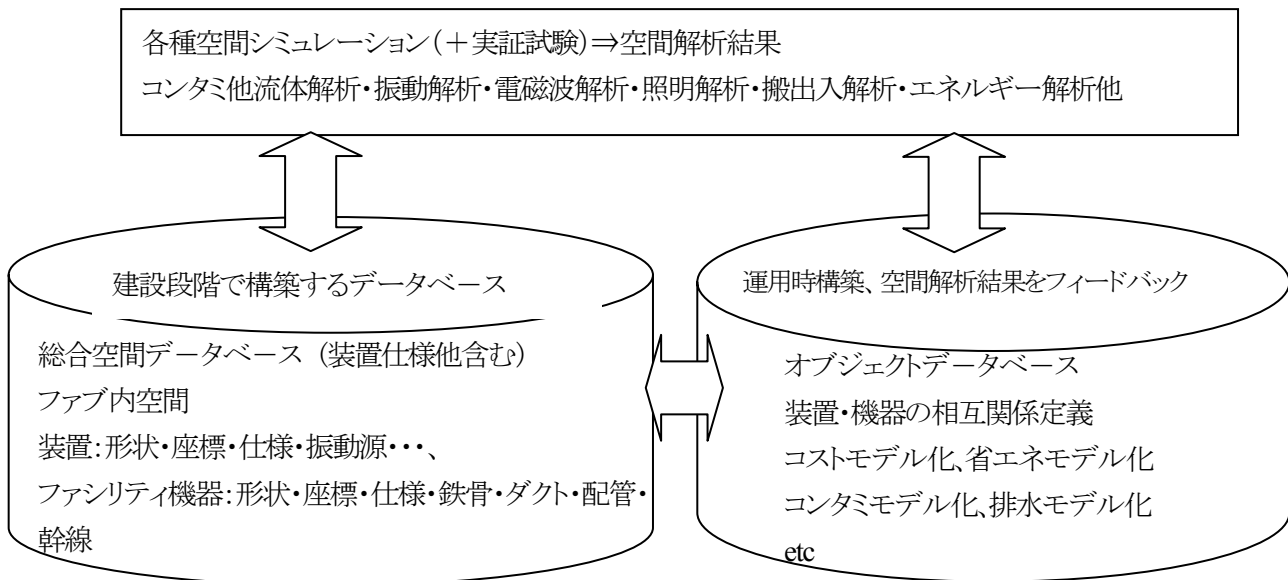 各種空間シミュレーション(＋実証試験)⇒空間解析結果
コンタミ他流体解析・振動解析・電磁波解析・照明解析・搬出入解析・エネルギー解析他
建設段階で構築するデータベース
総合空間データベース (装置仕様他含む)
ファブ内空間
装置：形状・座標・仕様・振動源・・・、
ファシリティ機器：形状・座標・仕様・鉄骨・ダクト・配管・
幹線
運用時構築、空間解析結果をフィードバック
オブジェクトデータベース
装置・機器の相互関係定義
コストモデル化、省エネモデル化
コンタミモデル化、排水モデル化
etc